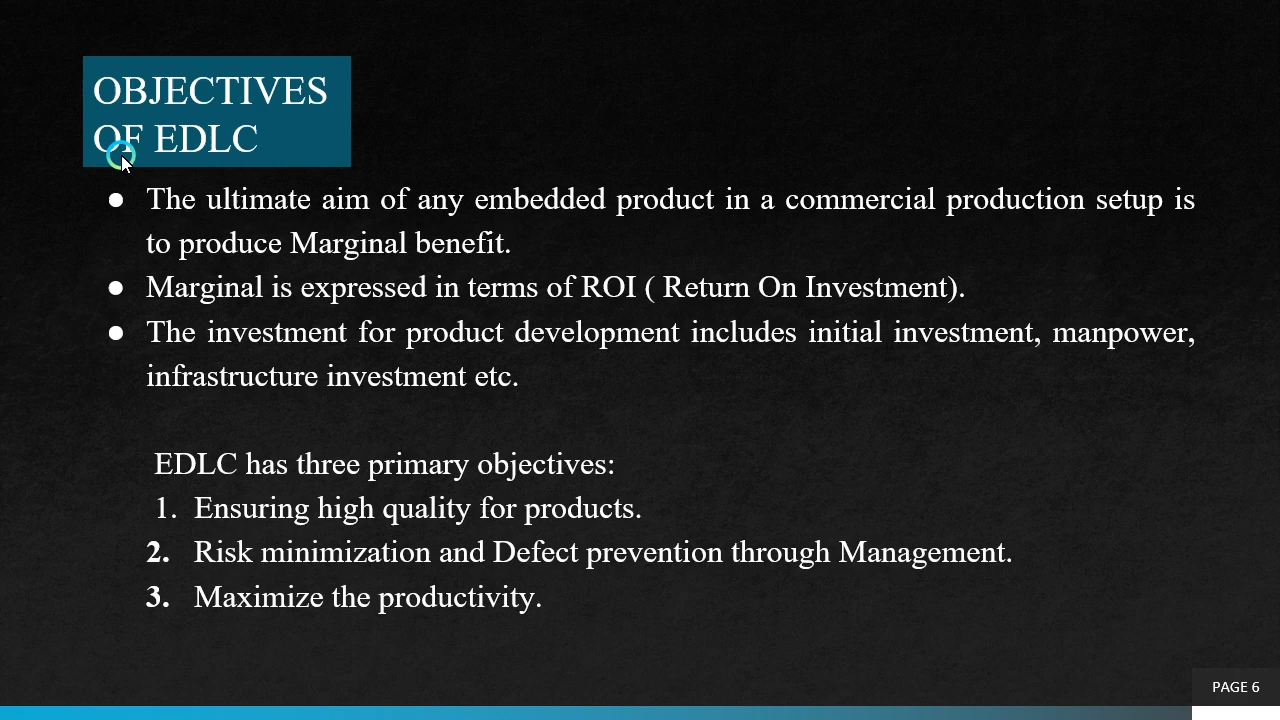 OBJECTIVES
OF EDLC
● The ultimate aim of any embedded product in a commercial production setup is
to produce Marginal benefit.
● Marginal is expressed in terms of ROI ( Return On Investment).
● The investment for product development includes initial investment, manpower,
infrastructure investment etc.
EDLC has three primary objectives:
1. Ensuring high quality for products.
2. Risk minimization and Defect prevention through Management.
3. Maximize the productivity.
PAGE 6